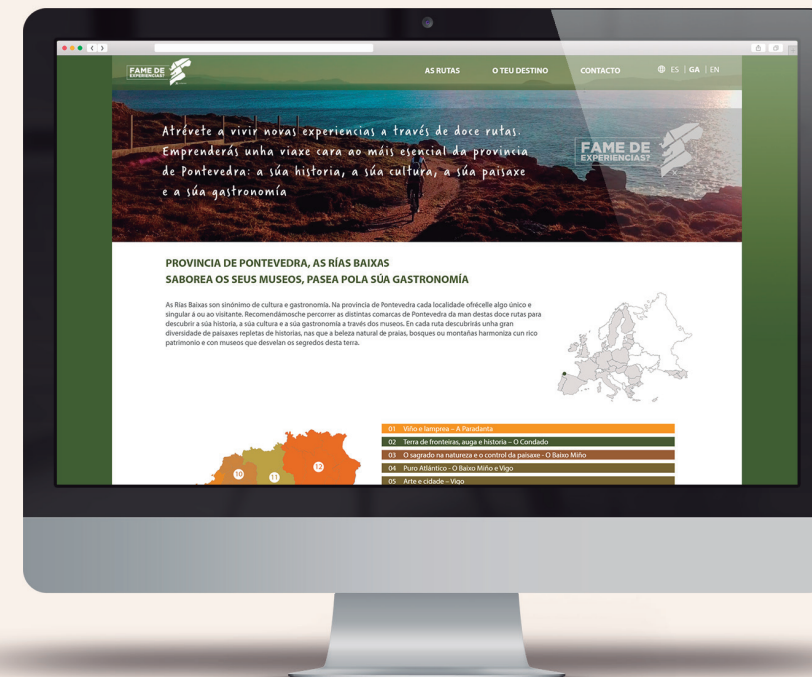 FAME DE
EXPERIENCIAS?
AS RUTAS
O TEU DESTINO
CONTACTO
ES | GA | EN
Atrévete a vivir novas experiencias a través de doce rutas.
Emprenderás unha viaxe cara ao máis esencial da provincia
de Pontevedra: a súa historia, a súa cultura, a súa paisaxe
e a súa gastronomía
FAME DE
EXPERIENCIAS?
PROVINCIA DE PONTEVEDRA, AS RÍAS BAIXAS
SABOREA OS SEUS MUSEOS, PASEA POLA SÚA GASTRONOMÍA
As Rías Baixas son sinónimo de cultura e gastronomía. Na provincia de Pontevedra cada localidade ofrécelle algo único e
singular á ou ao visitante. Recomendámosche percorrer as distintas comarcas de Pontevedra da man destas doce rutas para
descubrir a súa historia, a súa cultura e a súa gastronomía a través dos museos. En cada ruta descubrirás unha gran
diversidade de paisaxes repletas de historias, nas que a beleza natural de praias, bosques ou montañas harmoniza cun rico
patrimonio e con museos que desvelan os segredos desta terra.
01 Viño e lamprea – A Paradanta
02 Terra de fronteiras, auga e historia – O Condado
03 O sagrado na natureza e o control da paisaxe - O Baixo Miño
04 Puro Atlántico - O Baixo Miño e Vigo
05 Arte e cidade – Vigo
10
11
12